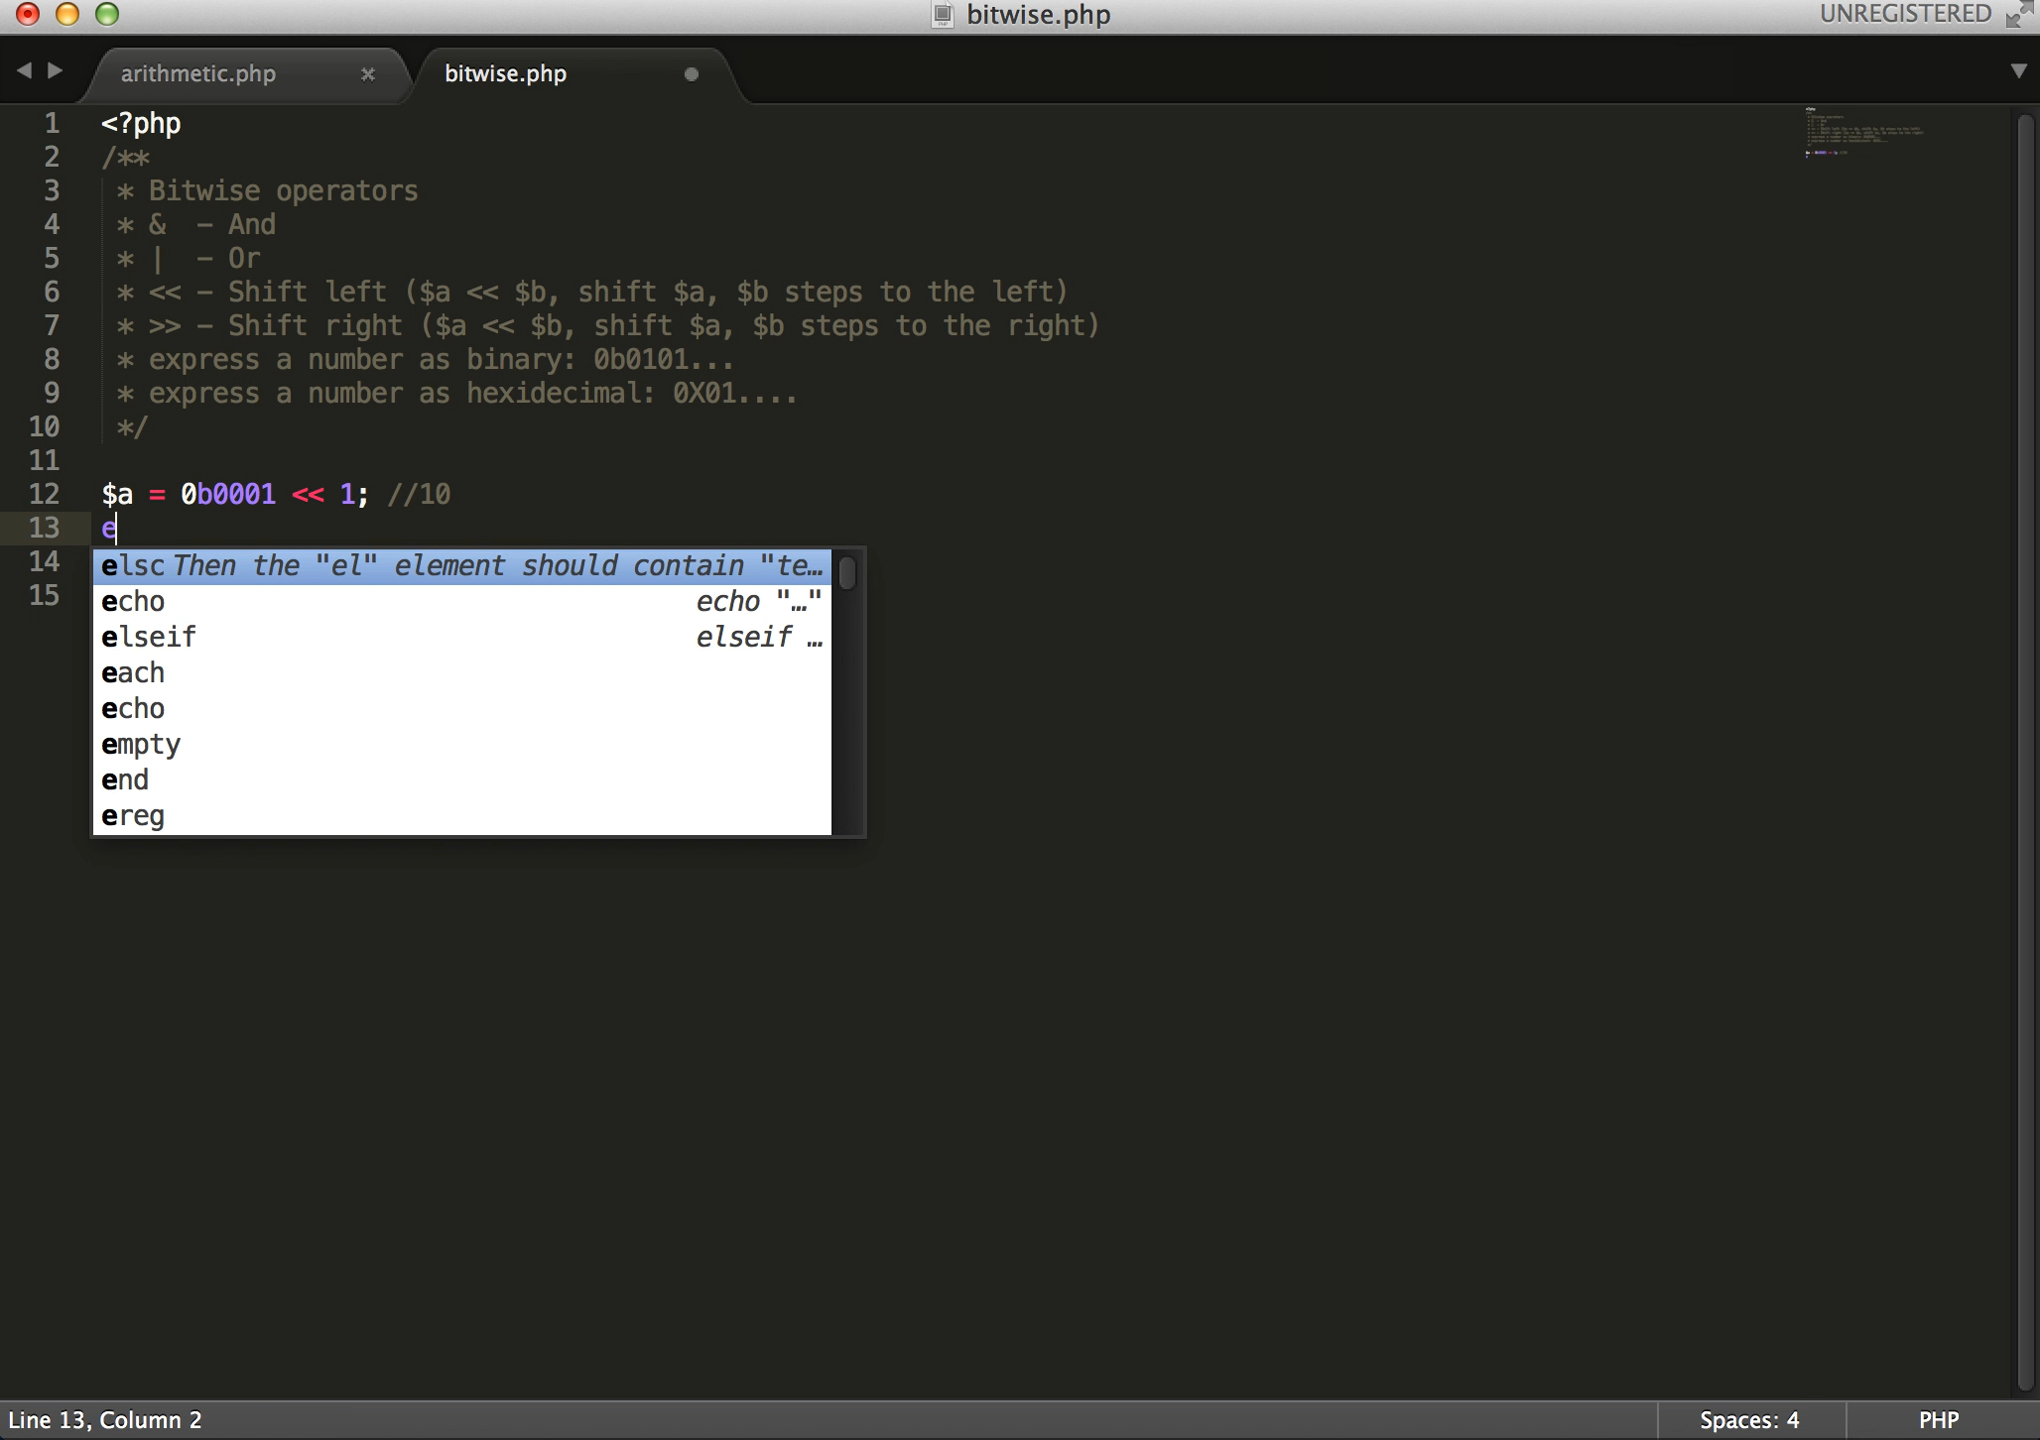 bitwise.php
UNREGISTERED
arithmetic.php
bitwise.php
1 <?php
2 /**
3 * Bitwise operators
4 * & - And
5 * | - Or
6 * << - Shift left ($a << $b, shift $a, $b steps to the left)
7 * >> - Shift right ($a << $b, shift $a, $b steps to the right)
8 * express a number as binary: 0b0101...
9 * express a number as hexidecimal: 0X01....
10 */
11
12 $a = 0b0001 << 1; //10
13 e
14
15
elsc Then the "el" element should contain "te…
echo echo "…"
elseif elseif …
each
echo
empty
end
ereg
Line 13, Column 2
Spaces: 4
PHP